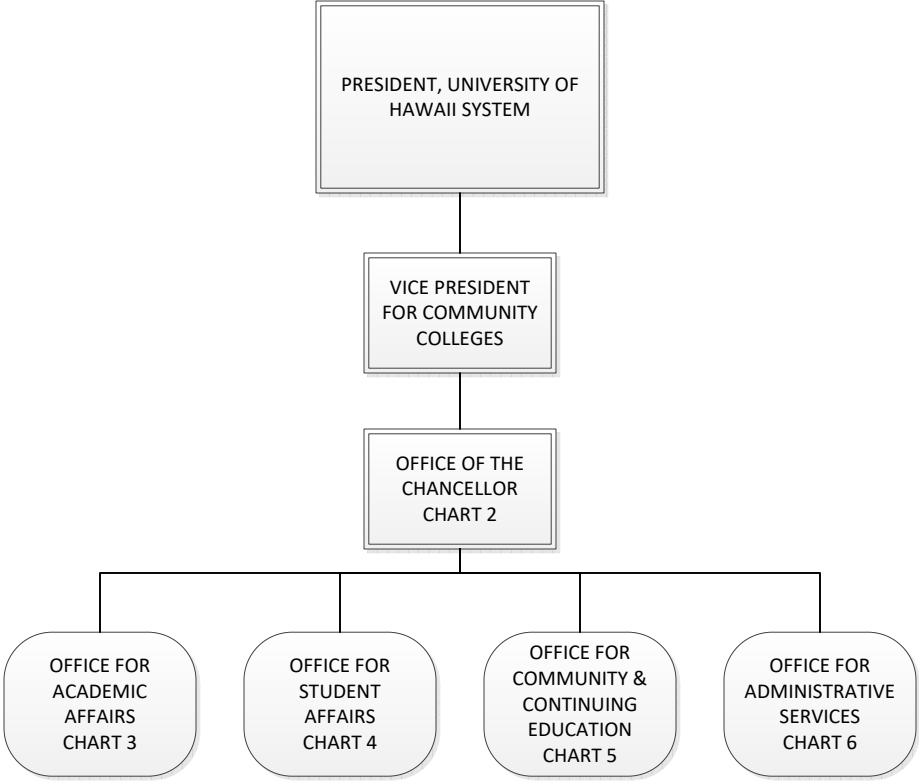 PRESIDENT, UNIVERSITY OF
HAWAII SYSTEM
VICE PRESIDENT
FOR COMMUNITY
COLLEGES
OFFICE OF THE
CHANCELLOR
CHART 2
OFFICE FOR
ACADEMIC
AFFAIRS
CHART 3
OFFICE FOR
STUDENT
AFFAIRS
CHART 4
OFFICE FOR
COMMUNITY &
CONTINUING
EDUCATION
CHART 5
OFFICE FOR
ADMINISTRATIVE
SERVICES
CHART 6